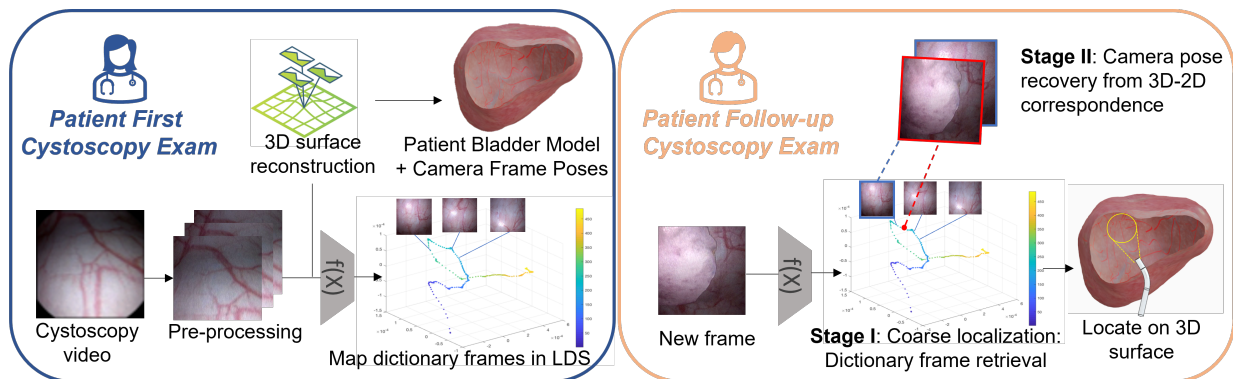 Patient First
Cystoscopy Exam
3D surface
reconstruction
Patient Bladder Model
+ Camera Frame Poses
Cystoscopy
video
Pre-processing
f(X)
Map dictionary frames in LDS
Patient Follow-up
Cystoscopy Exam
Stage II: Camera pose
recovery from 3D-2D
correspondence
New frame
f(X)
Stage I: Coarse localization:
Dictionary frame retrieval
Locate on 3D
surface